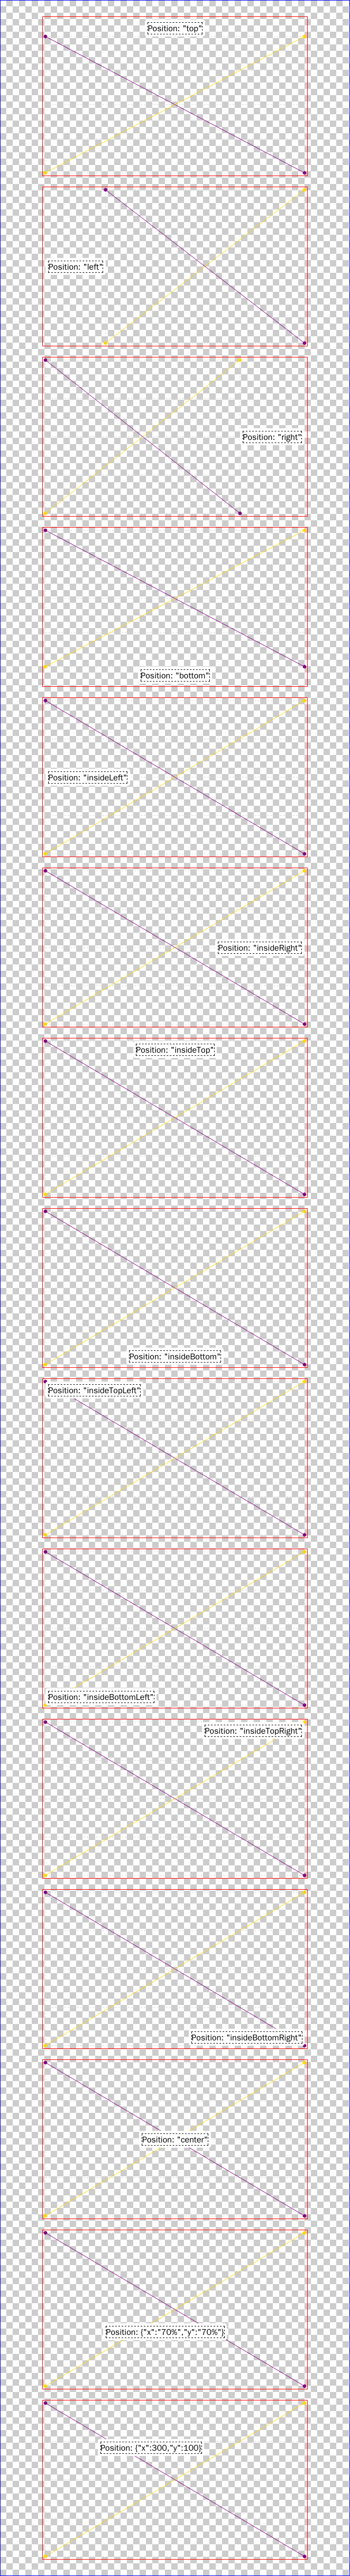 Position: "top"
Position: "left"
Position: "right"
Position: "bottom"
Position: "insideLeft"
Position: "insideRight"
Position: "insideTop"
Position: "insideBottom"
Position: "insideTopLeft"
Position: "insideBottomLeft"
Position: "insideTopRight"
Position: "insideBottomRight"
Position: "center"
Position: {"x":"70%","y":"70%"}
Position: {"x":300,"y":100}